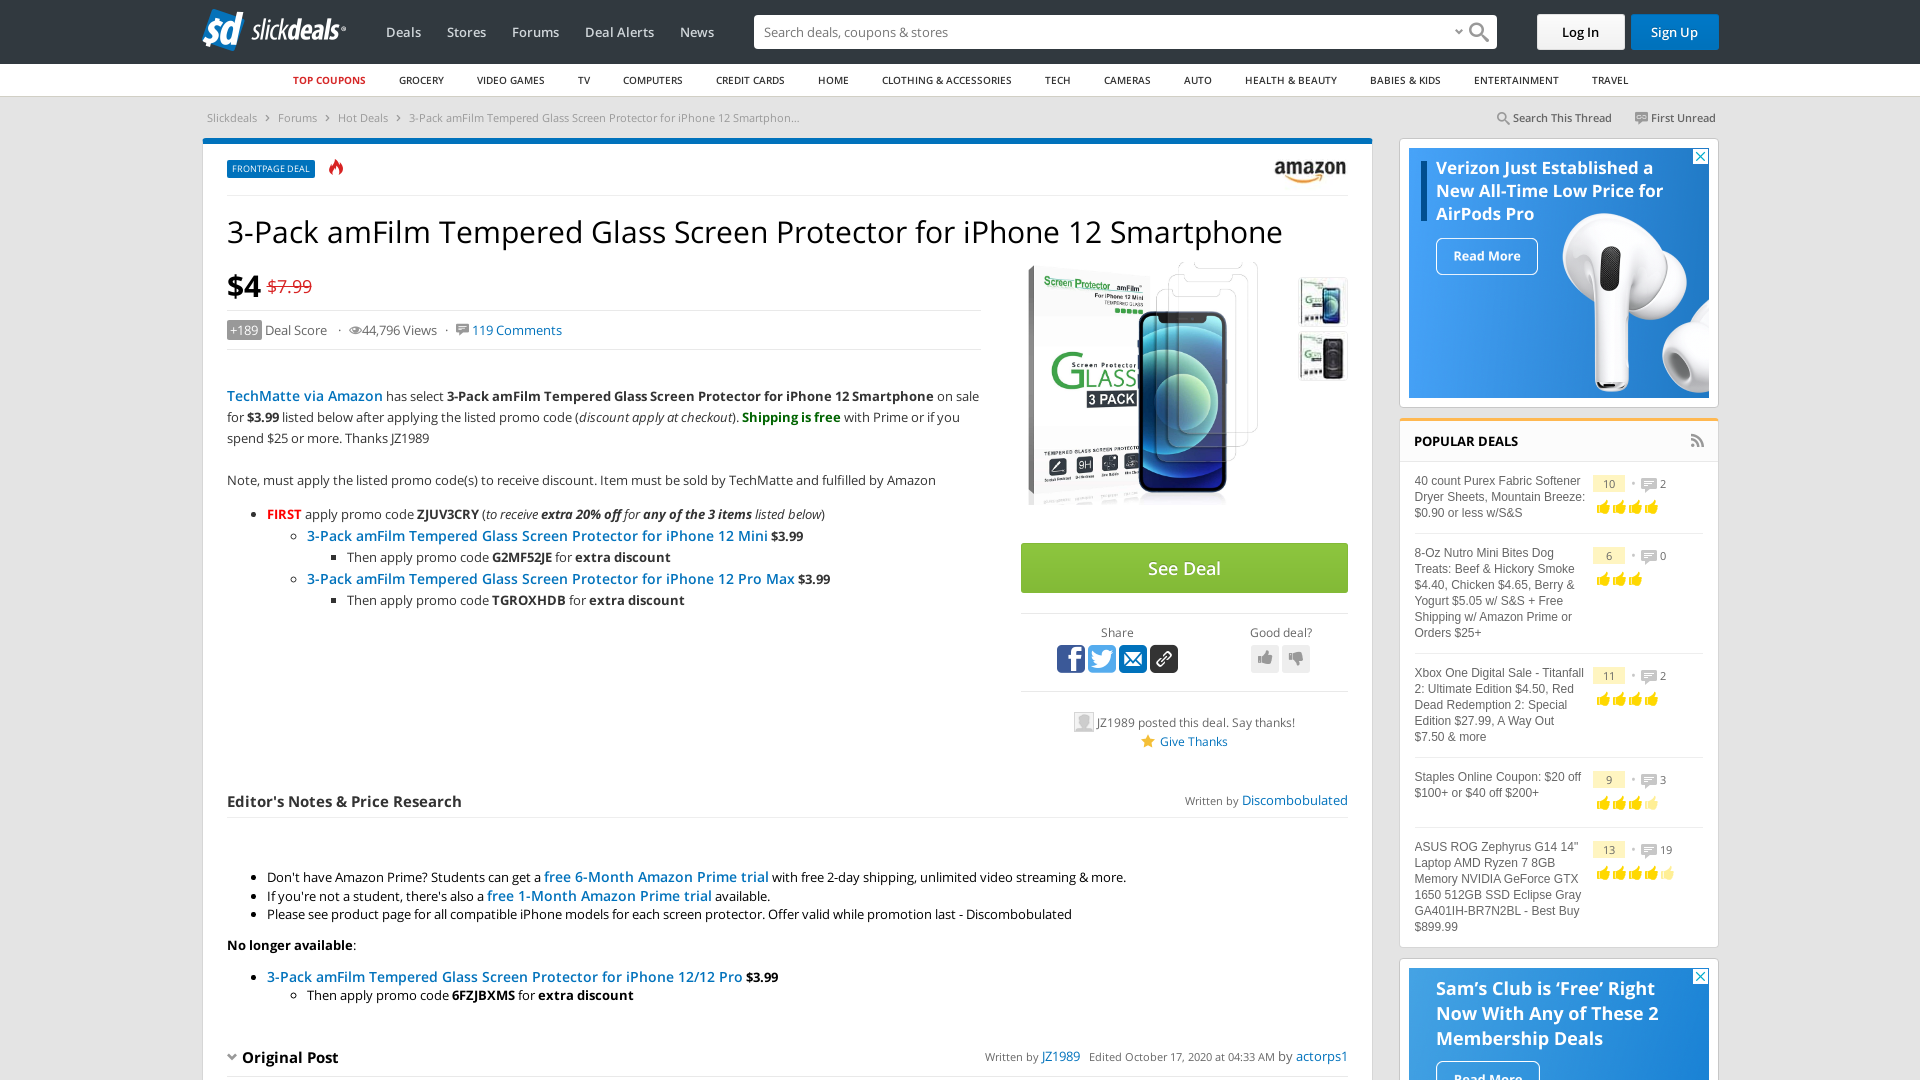 slickdeals
Deals
Stores
Forums
Deal Alerts
News
Search deals, coupons & stores
Log In
Sign Up
TOP COUPONS
GROCERY
VIDEO GAMES
TV
COMPUTERS
CREDIT CARDS
HOME
CLOTHING & ACCESSORIES
TECH
CAMERAS
AUTO
HEALTH & BEAUTY
BABIES & KIDS
ENTERTAINMENT
TRAVEL
Slickdeals › Forums › Hot Deals › 3-Pack amFilm Tempered Glass Screen Protector for iPhone 12 Smartphon...
Search This Thread
First Unread
FRONTPAGE DEAL
amazon
3-Pack amFilm Tempered Glass Screen Protector for iPhone 12 Smartphone
$4 $7.99
+189 Deal Score · 44,796 Views · 119 Comments
TechMatte via Amazon has select 3-Pack amFilm Tempered Glass Screen Protector for iPhone 12 Smartphone on sale
for $3.99 listed below after applying the listed promo code (discount apply at checkout). Shipping is free with Prime or if you
spend $25 or more. Thanks JZ1989
Note, must apply the listed promo code(s) to receive discount. Item must be sold by TechMatte and fulfilled by Amazon
FIRST apply promo code ZJUV3CRY (to receive extra 20% off for any of the 3 items listed below)
3-Pack amFilm Tempered Glass Screen Protector for iPhone 12 Mini $3.99
Then apply promo code G2MF52JE for extra discount
3-Pack amFilm Tempered Glass Screen Protector for iPhone 12 Pro Max $3.99
Then apply promo code TGROXHDB for extra discount
Screen Protector amFilm
For iPhone 12 Mini
TEMPERED GLASS
Screen Protector
GLASS
3 PACK
TEMPERED GLASS SCREEN PROTECTOR
9H
See Deal
Share
Good deal?
JZ1989 posted this deal. Say thanks!
Give Thanks
Editor's Notes & Price Research
Written by Discombobulated
Don't have Amazon Prime? Students can get a free 6-Month Amazon Prime trial with free 2-day shipping, unlimited video streaming & more.
If you're not a student, there's also a free 1-Month Amazon Prime trial available.
Please see product page for all compatible iPhone models for each screen protector. Offer valid while promotion last - Discombobulated
No longer available:
3-Pack amFilm Tempered Glass Screen Protector for iPhone 12/12 Pro $3.99
Then apply promo code 6FZJBXMS for extra discount
Original Post
Written by JZ1989 Edited October 17, 2020 at 04:33 AM by actorps1
Verizon Just Established a
New All-Time Low Price for
AirPods Pro
Read More
POPULAR DEALS
40 count Purex Fabric Softener
Dryer Sheets, Mountain Breeze:
$0.90 or less w/S&S
10 • 2
8-Oz Nutro Mini Bites Dog
Treats: Beef & Hickory Smoke
$4.40, Chicken $4.65, Berry &
Yogurt $5.05 w/ S&S + Free
Shipping w/ Amazon Prime or
Orders $25+
6 • 0
Xbox One Digital Sale - Titanfall
2: Ultimate Edition $4.50, Red
Dead Redemption 2: Special
Edition $27.99, A Way Out
$7.50 & more
11 • 2
Staples Online Coupon: $20 off
$100+ or $40 off $200+
9 • 3
ASUS ROG Zephyrus G14 14"
Laptop AMD Ryzen 7 8GB
Memory NVIDIA GeForce GTX
1650 512GB SSD Eclipse Gray
GA401IH-BR7N2BL - Best Buy
$899.99
13 • 19
Sam's Club is ‘Free’ Right
Now With Any of These 2
Membership Deals
Read More